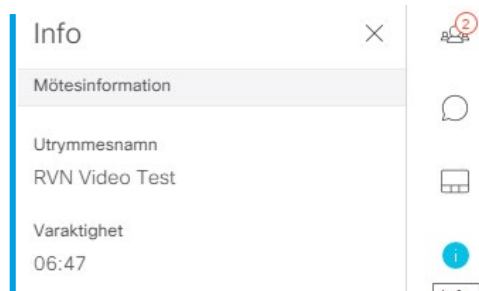 Info
2
Mötesinformation
Utrymmesnamn
RVN Video Test
Varaktighet
06:47